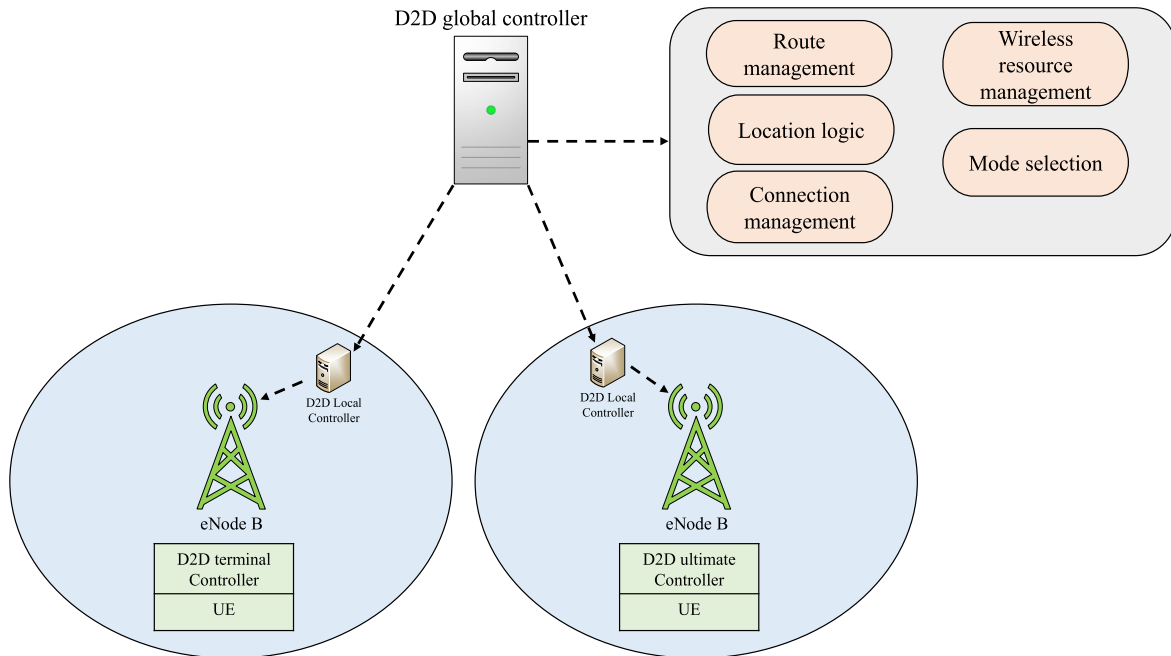 D2D global controller
Route
management
Wireless
resource
management
Location logic
Mode selection
Connection
management
D2D Local
Controller
eNode B
D2D terminal
Controller
UE
D2D Local
Controller
eNode B
D2D ultimate
Controller
UE